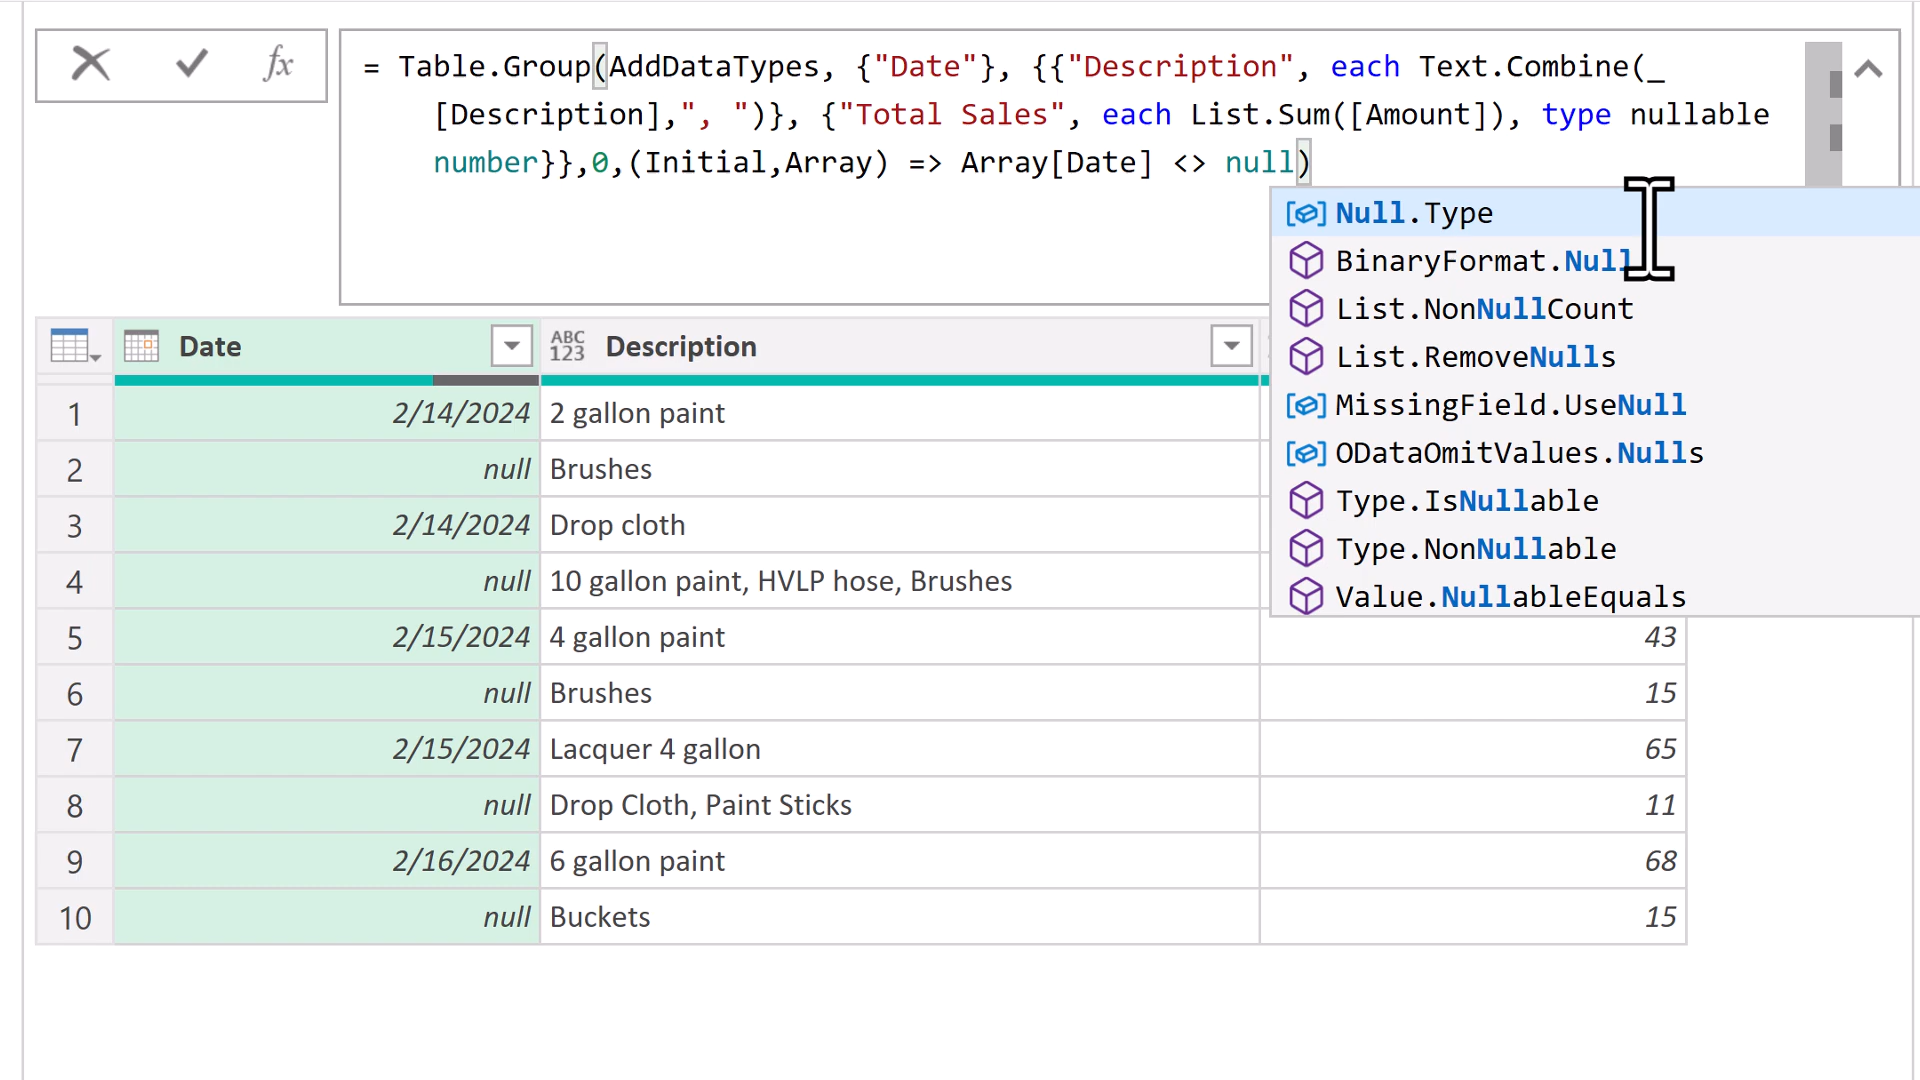 fx
= Table.Group(AddDataTypes, {"Date"}, {{"Description", each Text.Combine(_
[Description],", ")}, {"Total Sales", each List.Sum([Amount]), type nullable
number}},0,(Initial,Array) => Array[Date] <> null)
Null.Type
BinaryFormat.Null
List.NonNullCount
List.RemoveNulls
MissingField.UseNull
ODataOmitValues.Nulls
Type.IsNullable
Type.NonNullable
Value.NullableEquals
Date ABC 123 Description
1 2/14/2024 2 gallon paint
2 null Brushes
3 2/14/2024 Drop cloth
4 null 10 gallon paint, HVLP hose, Brushes
5 2/15/2024 4 gallon paint 43
6 null Brushes 15
7 2/15/2024 Lacquer 4 gallon 65
8 null Drop Cloth, Paint Sticks 11
9 2/16/2024 6 gallon paint 68
10 null Buckets 15